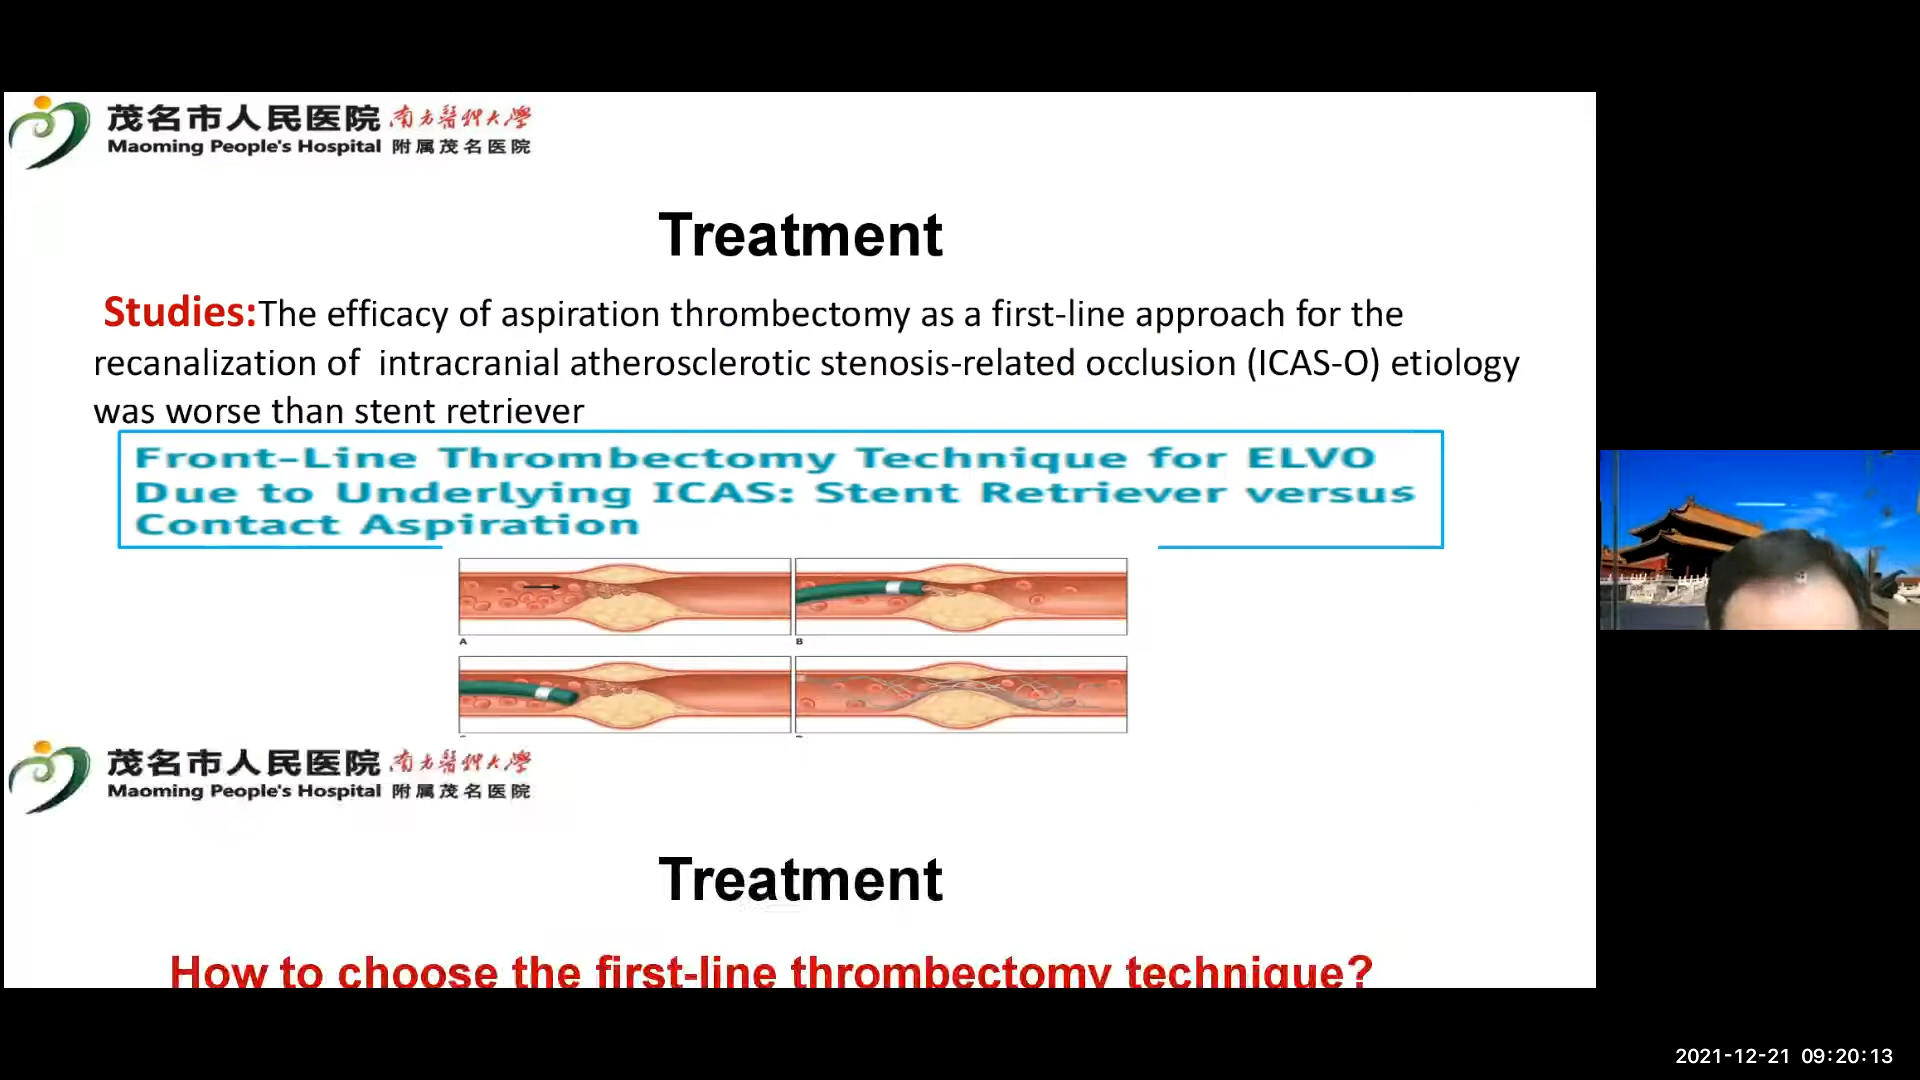 茂名市人民医院 南方醫科大學
Maoming People's Hospital 附属茂名医院
Treatment
Studies:The efficacy of aspiration thrombectomy as a first-line approach for the
recanalization of intracranial atherosclerotic stenosis-related occlusion (ICAS-O) etiology
was worse than stent retriever
Front-Line Thrombectomy Technique for ELVO
Due to Underlying ICAS: Stent Retriever versus
Contact Aspiration
A
B
茂名市人民医院 南方醫科大學
Maoming People's Hospital 附属茂名医院
Treatment
How to choose the first-line thrombectomy technique?
2021-12-21 09:20:13